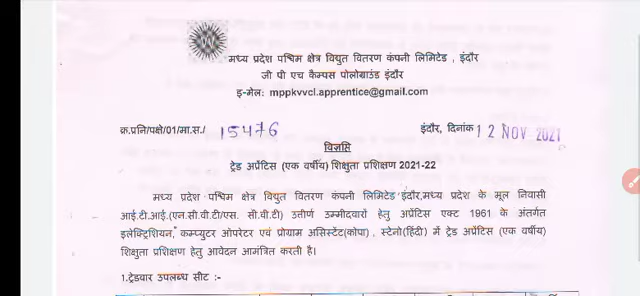 मध्य प्रदेश पश्चिम क्षेत्र विद्युत वितरण कंपनी लिमिटेड , इंदौर
जी पी एच कैम्पस पोलोग्राउंड इंदौर
इ-मेल: mppkvvcl.apprentice@gmail.com
क्र.प्रनि/पक्षे/01/मा.स./ 15476 इंदौर, दिनांक 12 NOV 2021
विज्ञप्ति
ट्रेड अप्रेंटिस (एक वर्षीय) शिक्षुता प्रशिक्षण 2021-22
मध्य प्रदेश पश्चिम क्षेत्र विद्युत वितरण कंपनी लिमिटेड इंदौर,मध्य प्रदेश के मूल निवासी
आई.टी.आई.(एन.सी.वी.टी/एस. सी.वी.टी) उत्तीर्ण उम्मीदवारों हेतु अप्रेंटिस एक्ट 1961 के अंतर्गत
इलेक्ट्रिशियन, कम्प्युटर ऑपरेटर एवं प्रोग्राम असिस्टेंट(कोपा) , स्टेनो(हिंदी) में ट्रेड अप्रेंटिस (एक वर्षीय)
शिक्षुता प्रशिक्षण हेतु आवेदन आमंत्रित करती है।
1.ट्रेडवार उपलब्ध सीट :-